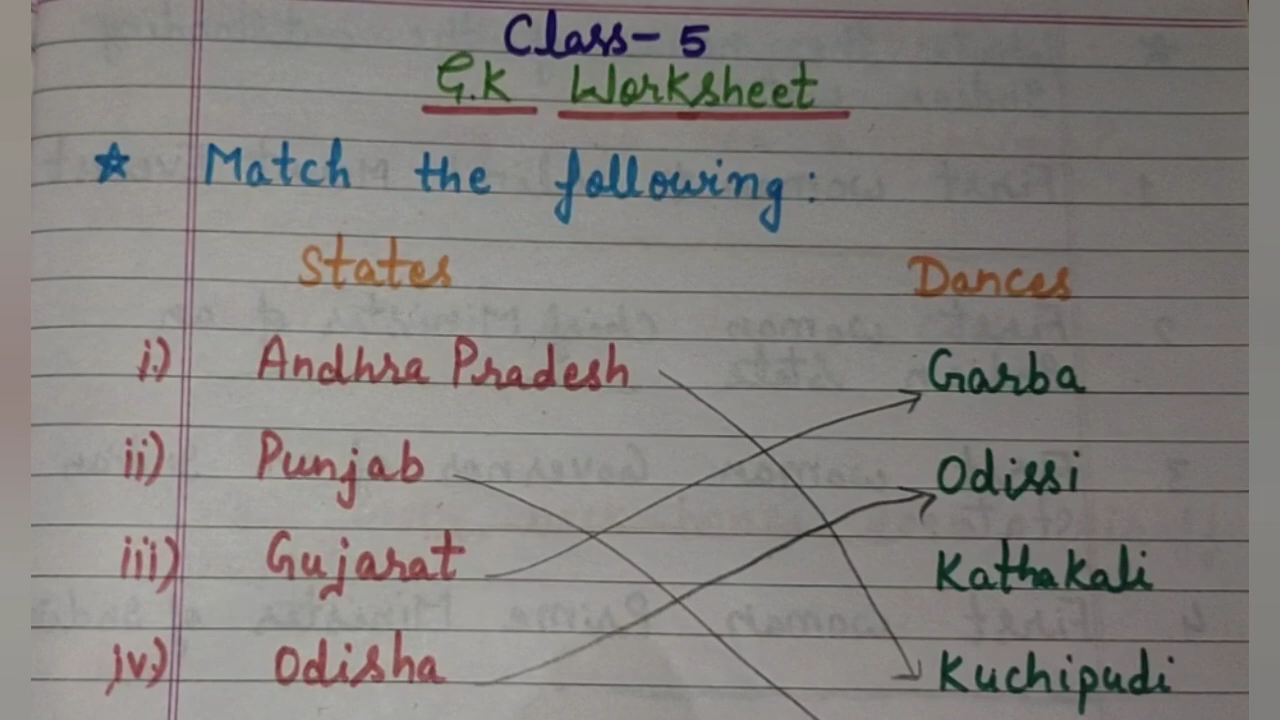 Class-5
G.K Worksheet
★ Match the following:
States Dances
i.) Andhra Pradesh Garba
ii) Punjab Odissi
iii) Gujarat Kathakali
iv) Odisha Kuchipudi